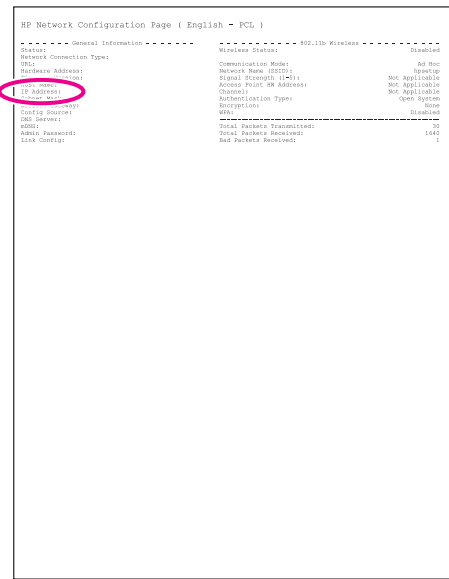 HP Network Configuration Page ( English - PCL )
- - - - - - - General Information - - - - - - -
Status:
Network Connection Type:
URL:
Hardware Address:
Host Name:
IP Address:
Subnet Mask
Config Source:
DNS Server:
mDNS:
Admin Password:
Link Config:
- - - - - - - - - - - 802.11b Wireless - - - - - - - - - - -
Wireless Status: Disabled
Communication Mode: Ad Hoc
Network Name (SSID): hpsetup
Signal Strength (1-5): Not Applicable
Access Point HW Address: Not Applicable
Channel: Not Applicable
Authentication Type: Open System
Encryption: None
WPA: Disabled
Total Packets Transmitted: 30
Total Packets Received: 1440
Bad Packets Received: 1